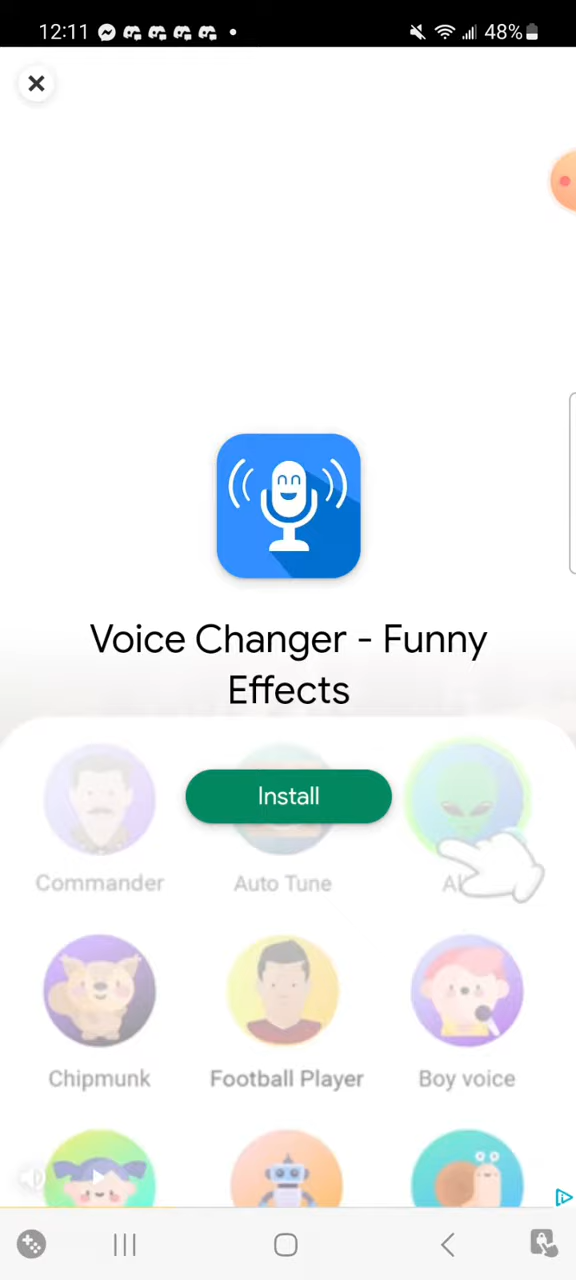 12:11
48%
Voice Changer - Funny
Effects
Install
Commander
Auto Tune
Chipmunk
Football Player
Boy voice